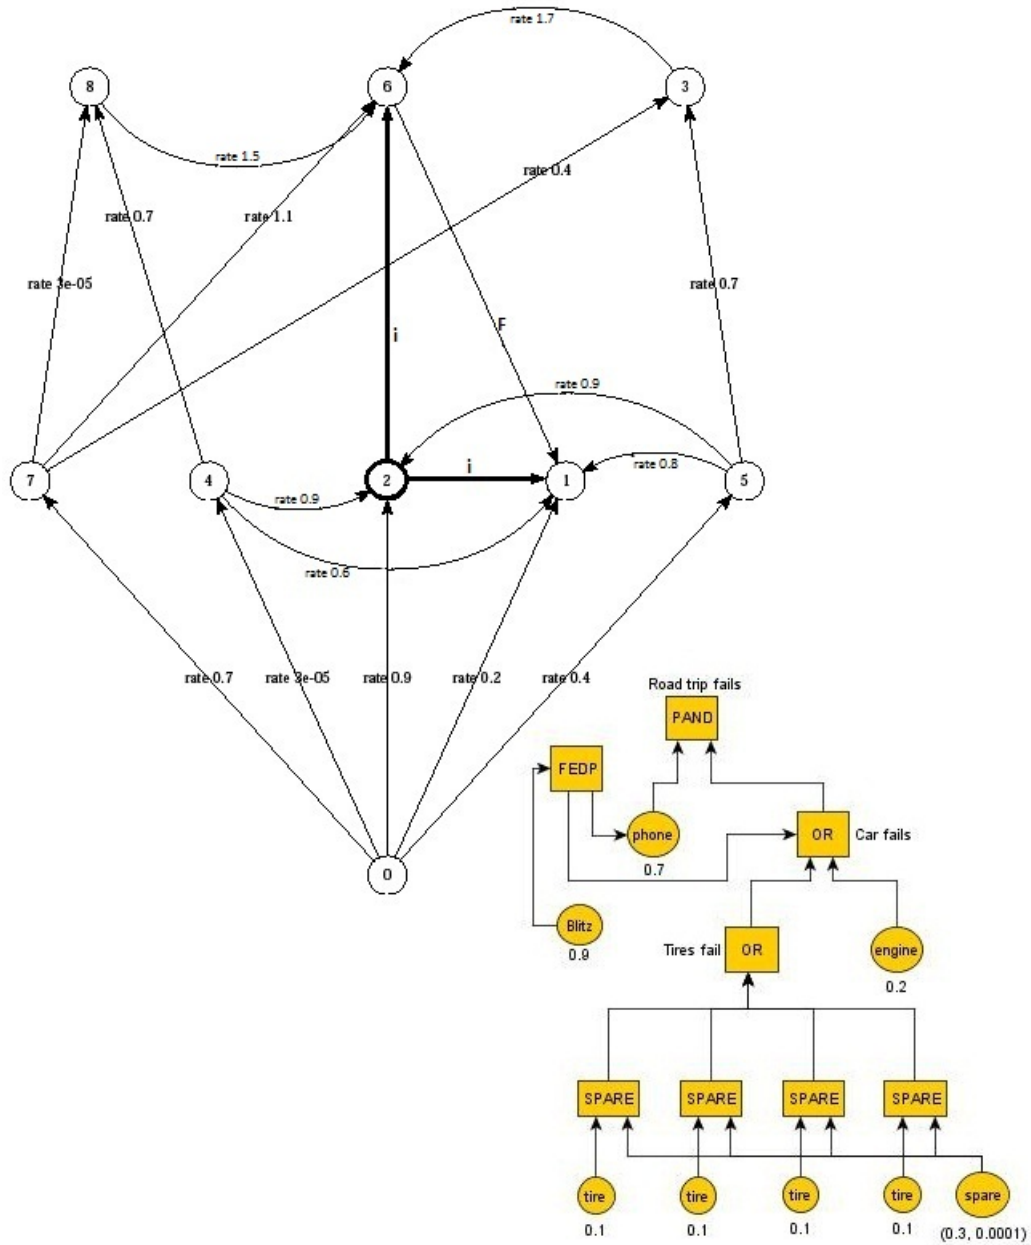 rate 1.7
8
6
3
rate 1.5
rate 0.4
rate 0.7
rate 1.1
rate 3e-05
rate 0.7
F
i
rate 0.9
rate 0.8
i
7
4
2
1
5
rate 0.9
rate 0.6
rate 0.7
rate 3e-05
rate 0.9
rate 0.2
rate 0.4
0
Road trip fails
PAND
FEDP
phone
0.7
OR
Car fails
Blitz
0.9
Tires fail
OR
engine
0.2
SPARE
SPARE
SPARE
SPARE
tire
tire
tire
tire
spare
0.1
0.1
0.1
0.1
(0.3, 0.0001)